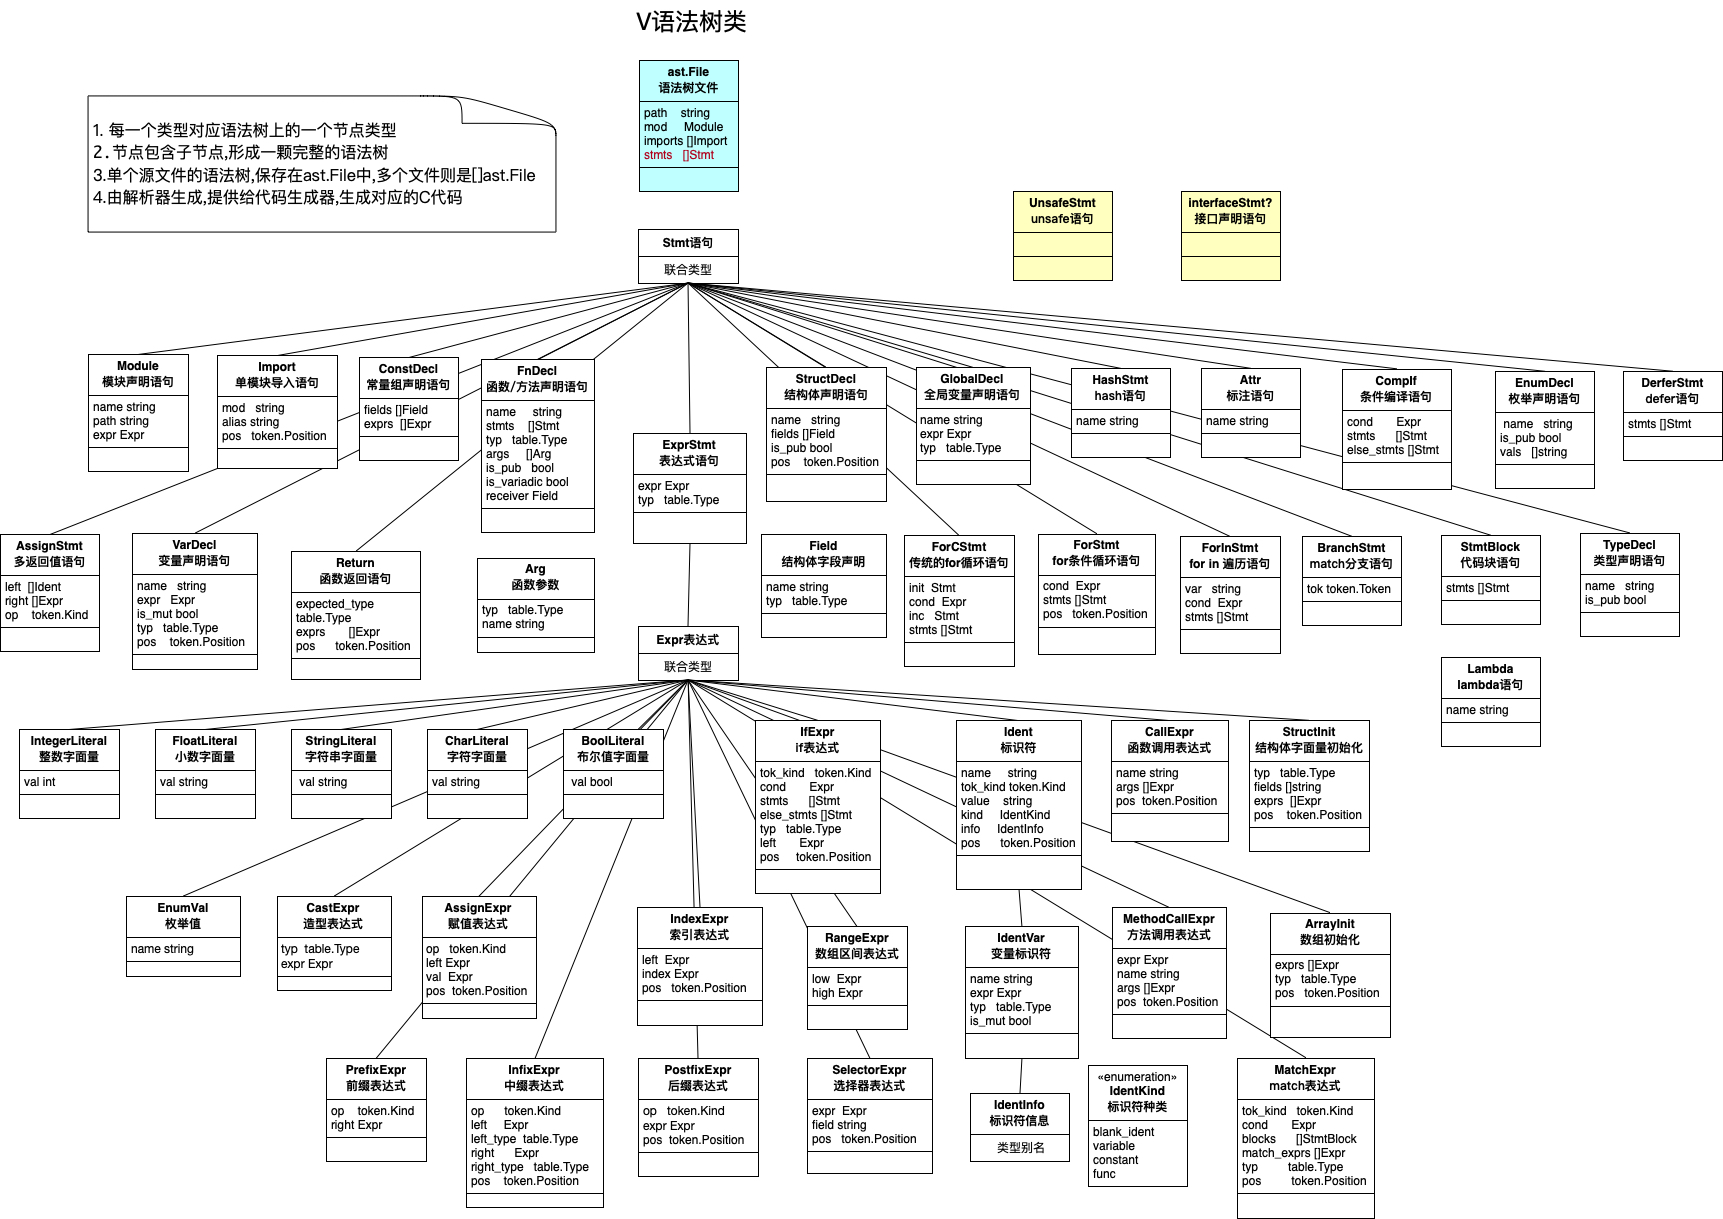 V语法树类
ast.File
语法树文件
path string
mod Module
imports []Import
stmts []Stmt
1. 每一个类型对应语法树上的一个节点类型
2.节点包含子节点,形成一颗完整的语法树
3.单个源文件的语法树,保存在ast.File中,多个文件则是[]ast.File
4.由解析器生成,提供给代码生成器,生成对应的C代码
UnsafeStmt
unsafe语句
interfaceStmt?
接口声明语句
Stmt语句
联合类型
Module
模块声明语句
name string
path string
expr Expr
Import
单模块导入语句
mod string
alias string
pos token.Position
ConstDecl
常量组声明语句
fields []Field
exprs []Expr
FnDecl
函数/方法声明语句
name string
stmts []Stmt
typ table.Type
args []Arg
is_pub bool
is_variadic bool
receiver Field
ExprStmt
表达式语句
expr Expr
typ table.Type
StructDecl
结构体声明语句
name string
fields []Field
is_pub bool
pos token.Position
GlobalDecl
全局变量声明语句
name string
expr Expr
typ table.Type
HashStmt
hash语句
name string
Attr
标注语句
name string
CompIf
条件编译语句
cond Expr
stmts []Stmt
else_stmts []Stmt
EnumDecl
枚举声明语句
name string
is_pub bool
vals []string
DerferStmt
defer语句
stmts []Stmt
AssignStmt
多返回值语句
left []Ident
right []Expr
op token.Kind
VarDecl
变量声明语句
name string
expr Expr
is_mut bool
typ table.Type
pos token.Position
Return
函数返回语句
expected_type
table.Type
exprs []Expr
pos token.Position
Arg
函数参数
typ table.Type
name string
Field
结构体字段声明
name string
typ table.Type
ForCStmt
传统的for循环语句
init Stmt
cond Expr
inc Stmt
stmts []Stmt
ForStmt
for条件循环语句
cond Expr
stmts []Stmt
pos token.Position
ForInStmt
for in 遍历语句
var string
cond Expr
stmts []Stmt
BranchStmt
match分支语句
tok token.Token
StmtBlock
代码块语句
stmts []Stmt
TypeDecl
类型声明语句
name string
is_pub bool
Expr表达式
联合类型
Lambda
lambda语句
name string
IntegerLiteral
整数字面量
val int
FloatLiteral
小数字面量
val string
StringLiteral
字符串字面量
val string
CharLiteral
字符字面量
val string
BoolLiteral
布尔值字面量
val bool
IfExpr
if表达式
tok_kind token.Kind
cond Expr
stmts []Stmt
else_stmts []Stmt
typ table.Type
left Expr
pos token.Position
Ident
标识符
name string
tok_kind token.Kind
value string
kind IdentKind
info IdentInfo
pos token.Position
CallExpr
函数调用表达式
name string
args []Expr
pos token.Position
StructInit
结构体字面量初始化
typ table.Type
fields []string
exprs []Expr
pos token.Position
EnumVal
枚举值
name string
CastExpr
造型表达式
typ table.Type
expr Expr
AssignExpr
赋值表达式
op token.Kind
left Expr
val Expr
pos token.Position
IndexExpr
索引表达式
left Expr
index Expr
pos token.Position
RangeExpr
数组区间表达式
low Expr
high Expr
IdentVar
变量标识符
name string
expr Expr
typ table.Type
is_mut bool
MethodCallExpr
方法调用表达式
expr Expr
name string
args []Expr
pos token.Position
ArrayInit
数组初始化
exprs []Expr
typ table.Type
pos token.Position
PrefixExpr
前缀表达式
op token.Kind
right Expr
InfixExpr
中缀表达式
op token.Kind
left Expr
left_type table.Type
right Expr
right_type table.Type
pos token.Position
PostfixExpr
后缀表达式
op token.Kind
expr Expr
pos token.Position
SelectorExpr
选择器表达式
expr Expr
field string
pos token.Position
IdentInfo
标识符信息
类型别名
«enumeration»
IdentKind
标识符种类
blank_ident
variable
constant
func
MatchExpr
match表达式
tok_kind token.Kind
cond Expr
blocks []StmtBlock
match_exprs []Expr
typ table.Type
pos token.Position